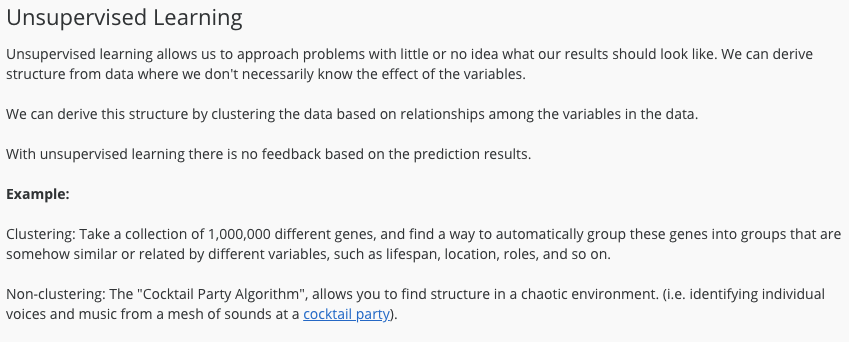 Unsupervised Learning
Unsupervised learning allows us to approach problems with little or no idea what our results should look like. We can derive
structure from data where we don't necessarily know the effect of the variables.
We can derive this structure by clustering the data based on relationships among the variables in the data.
With unsupervised learning there is no feedback based on the prediction results.
Example:
Clustering: Take a collection of 1,000,000 different genes, and find a way to automatically group these genes into groups that are
somehow similar or related by different variables, such as lifespan, location, roles, and so on.
Non-clustering: The "Cocktail Party Algorithm", allows you to find structure in a chaotic environment. (i.e. identifying individual
voices and music from a mesh of sounds at a cocktail party).